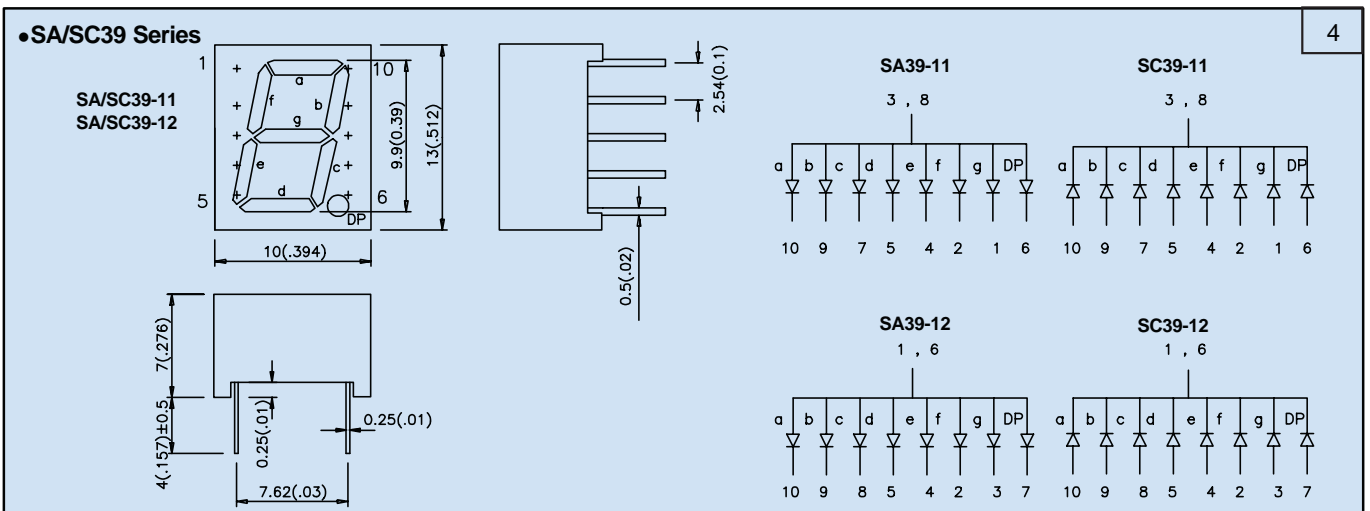 •SA/SC39 Series
4
SA/SC39-11
SA/SC39-12
1
10
5
6
a
f
b
g
e
c
d
DP
9.9(0.39)
13(.512)
10(.394)
2.54(0.1)
0.5(.02)
7(.276)
4(.157)±0.5
0.25(.01)
0.25(.01)
7.62(.03)
SA39-11
3 , 8
a b c d e f g DP
10 9 7 5 4 2 1 6
SC39-11
3 , 8
a b c d e f g DP
10 9 7 5 4 2 1 6
SA39-12
1 , 6
a b c d e f g DP
10 9 8 5 4 2 3 7
SC39-12
1 , 6
a b c d e f g DP
10 9 8 5 4 2 3 7